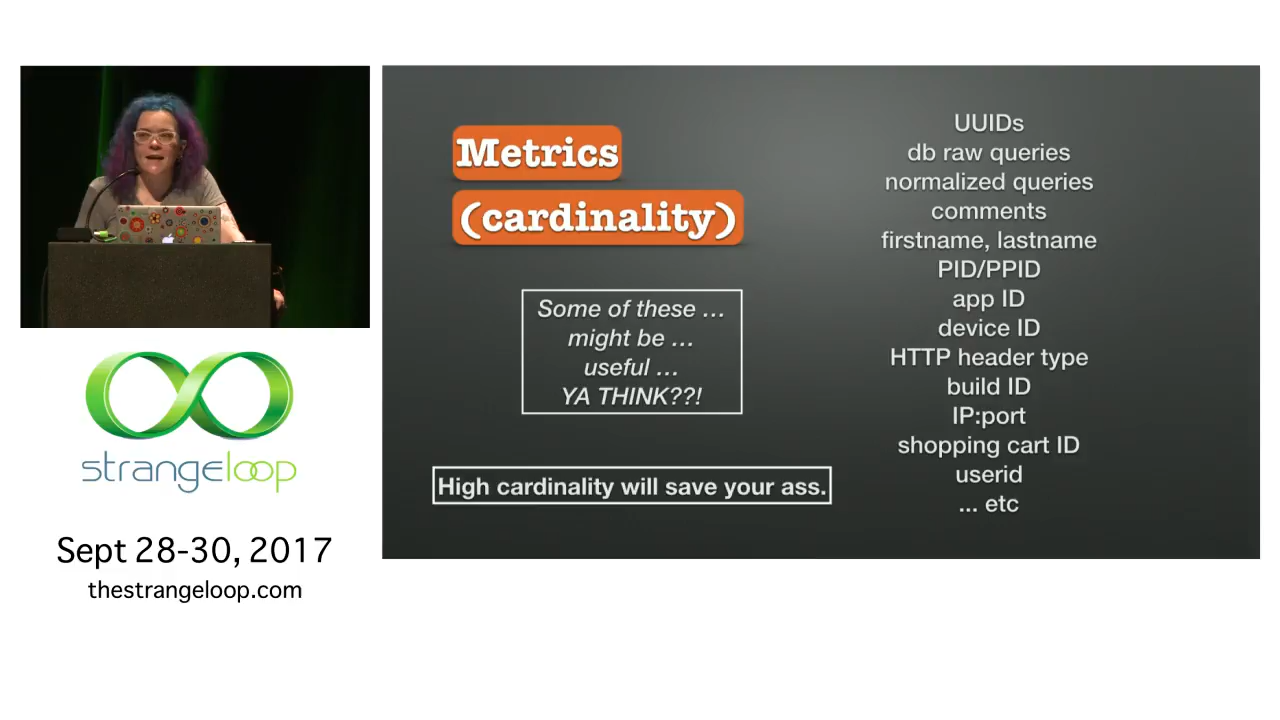 Metrics
(cardinality)
Some of these ...
might be ...
useful ...
YA THINK??!
High cardinality will save your ass.
UUIDs
db raw queries
normalized queries
comments
firstname, lastname
PID/PPID
app ID
device ID
HTTP header type
build ID
IP:port
shopping cart ID
userid
... etc
strangeloop
Sept 28-30, 2017
thestrangeloop.com